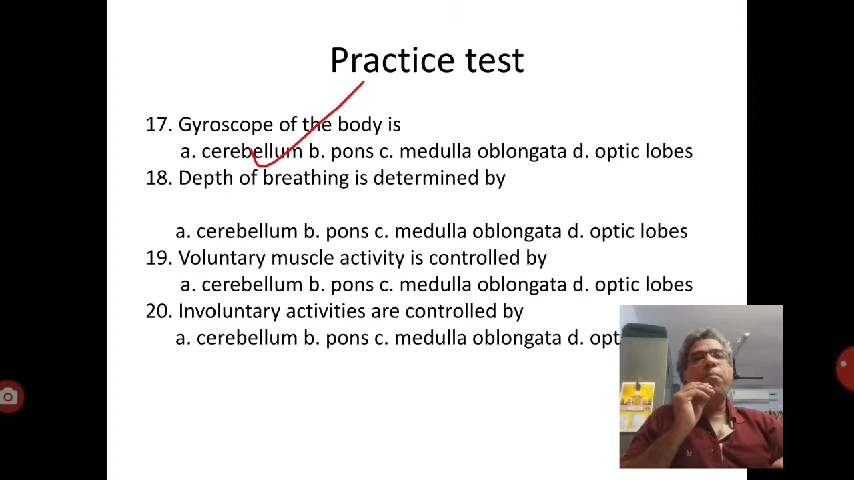 Practice test
17. Gyroscope of the body is
a. cerebellum b. pons c. medulla oblongata d. optic lobes
18. Depth of breathing is determined by
a. cerebellum b. pons c. medulla oblongata d. optic lobes
19. Voluntary muscle activity is controlled by
a. cerebellum b. pons c. medulla oblongata d. optic lobes
20. Involuntary activities are controlled by
a. cerebellum b. pons c. medulla oblongata d. opt